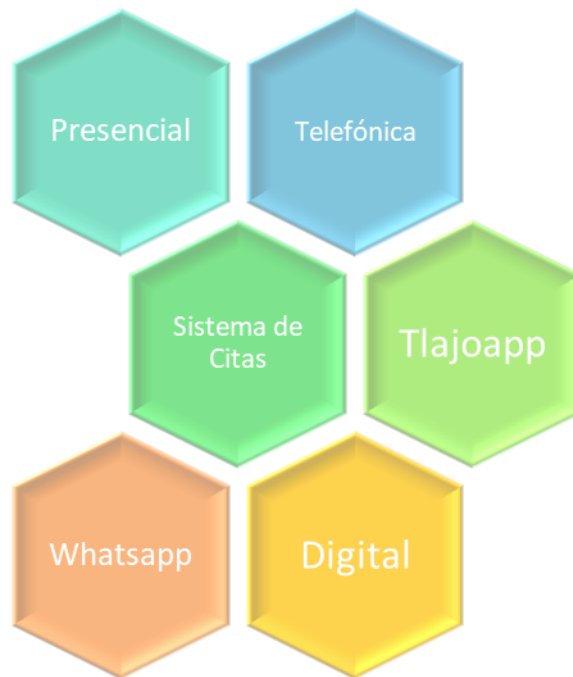 Presencial
Telefónica
Sistema de
Citas
Tlajoapp
Whatsapp
Digital